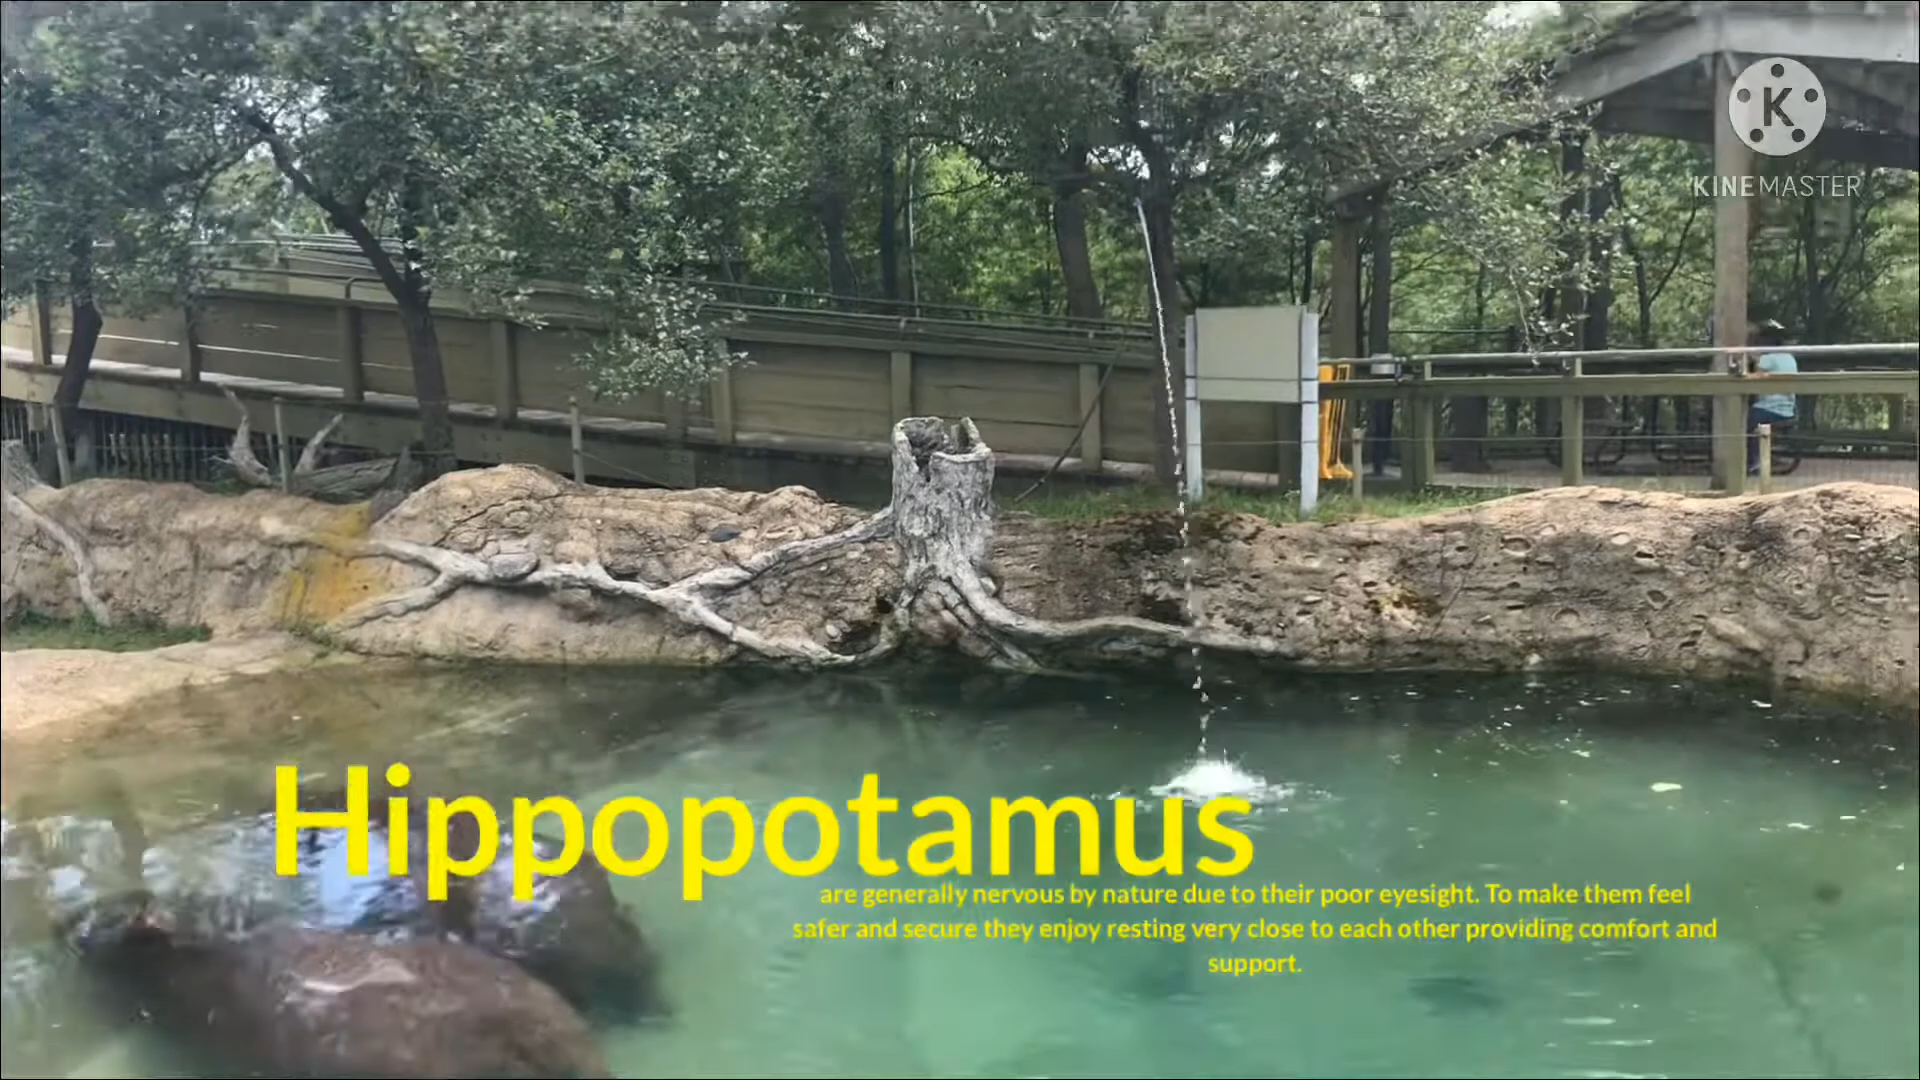 K
KINEMASTER
Hippopotamus
are generally nervous by nature due to their poor eyesight. To make them feel
safer and secure they enjoy resting very close to each other providing comfort and
support.